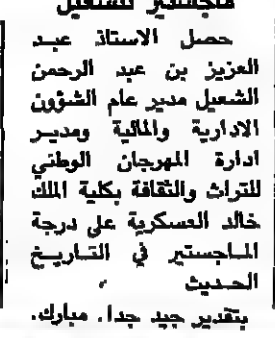 ماجستير للشعيل
حصل الاستاذ عبد
العزيز بن عبد الرحمن
الشعيل مدير عام الشؤون
الادارية والمالية ومدير
ادارة المهرجان الوطني
للتراث والثقافة بكلية الملك
خالد العسكرية على درجة
الماجستير في التاريخ
الحديث
بتقدير جيد جدا. مبارك.